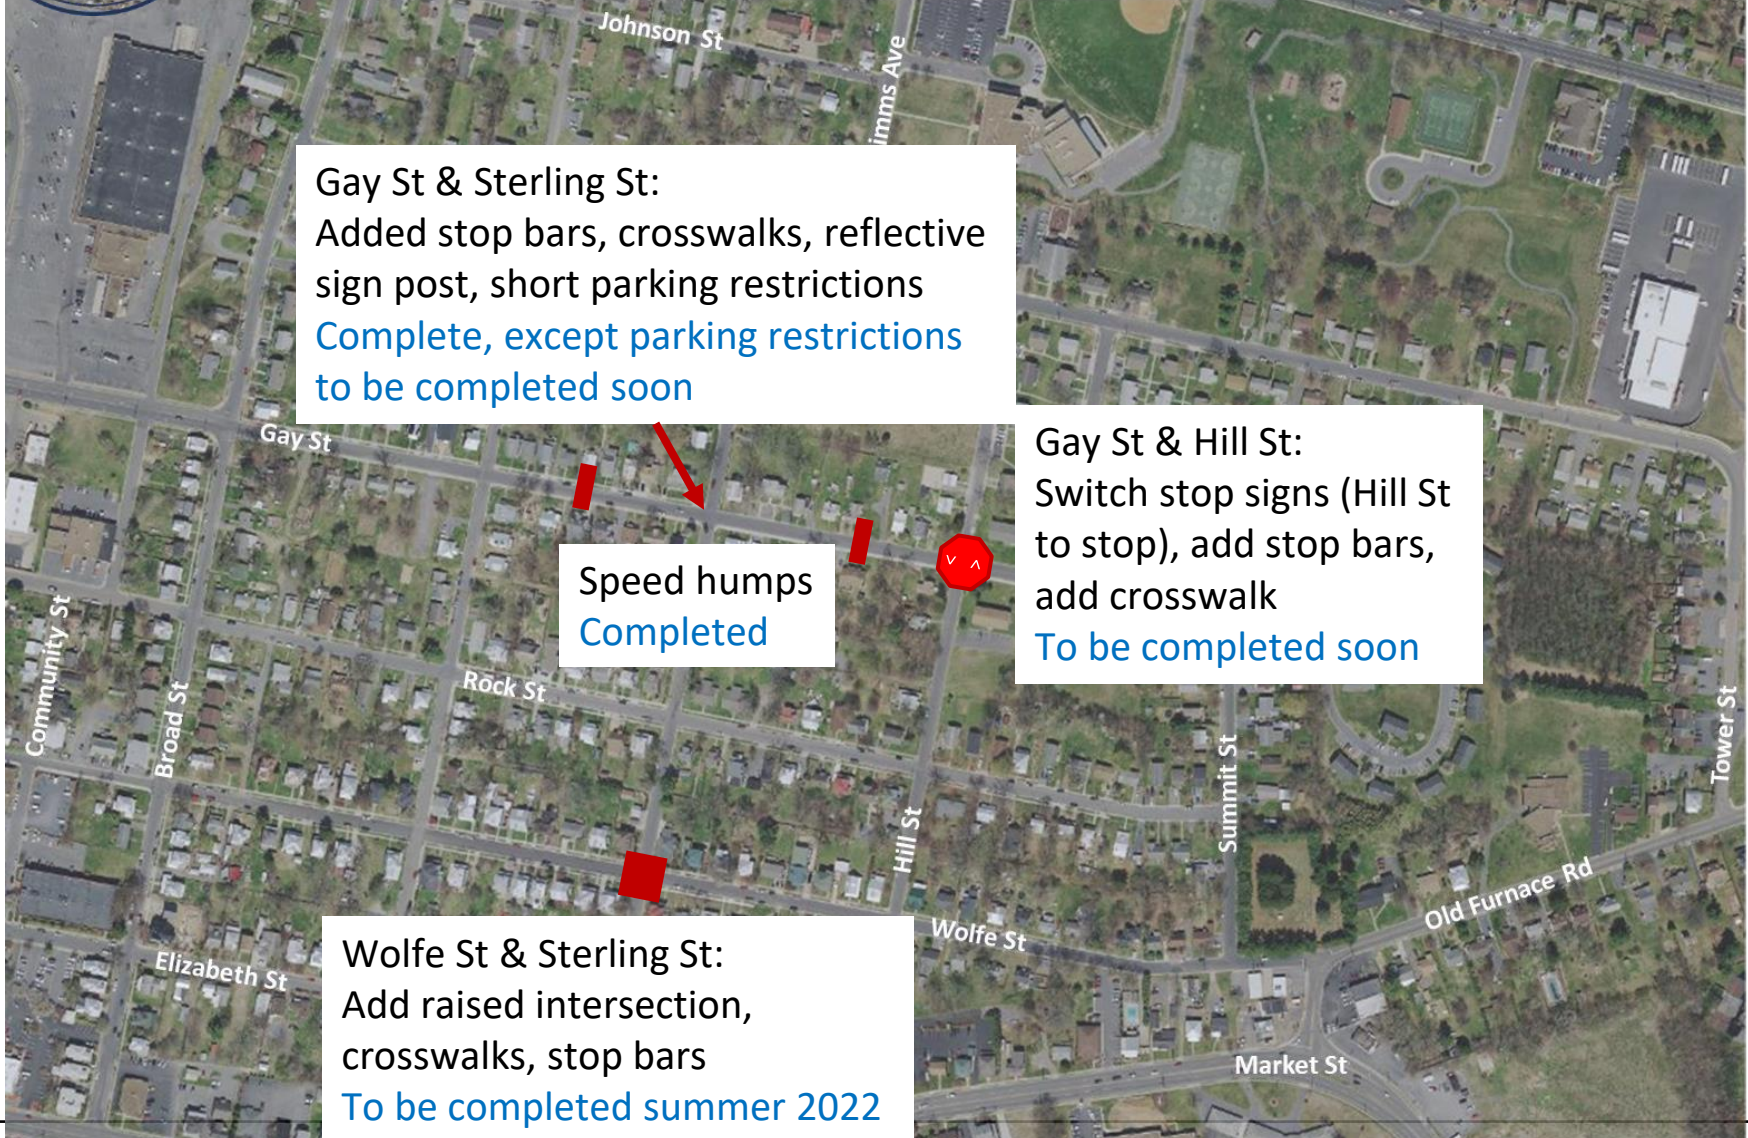 Johnson St
imms Ave
Gay St & Sterling St:
Added stop bars, crosswalks, reflective
sign post, short parking restrictions
Complete, except parking restrictions
to be completed soon
Gay St
Gay St & Hill St:
Switch stop signs (Hill St
to stop), add stop bars,
add crosswalk
To be completed soon
Speed humps
Completed
Community St
Broad St
Rock St
Hill St
Summit St
Tower St
Old Furnace Rd
Wolfe St
Elizabeth St
Wolfe St & Sterling St:
Add raised intersection,
crosswalks, stop bars
To be completed summer 2022
Market St